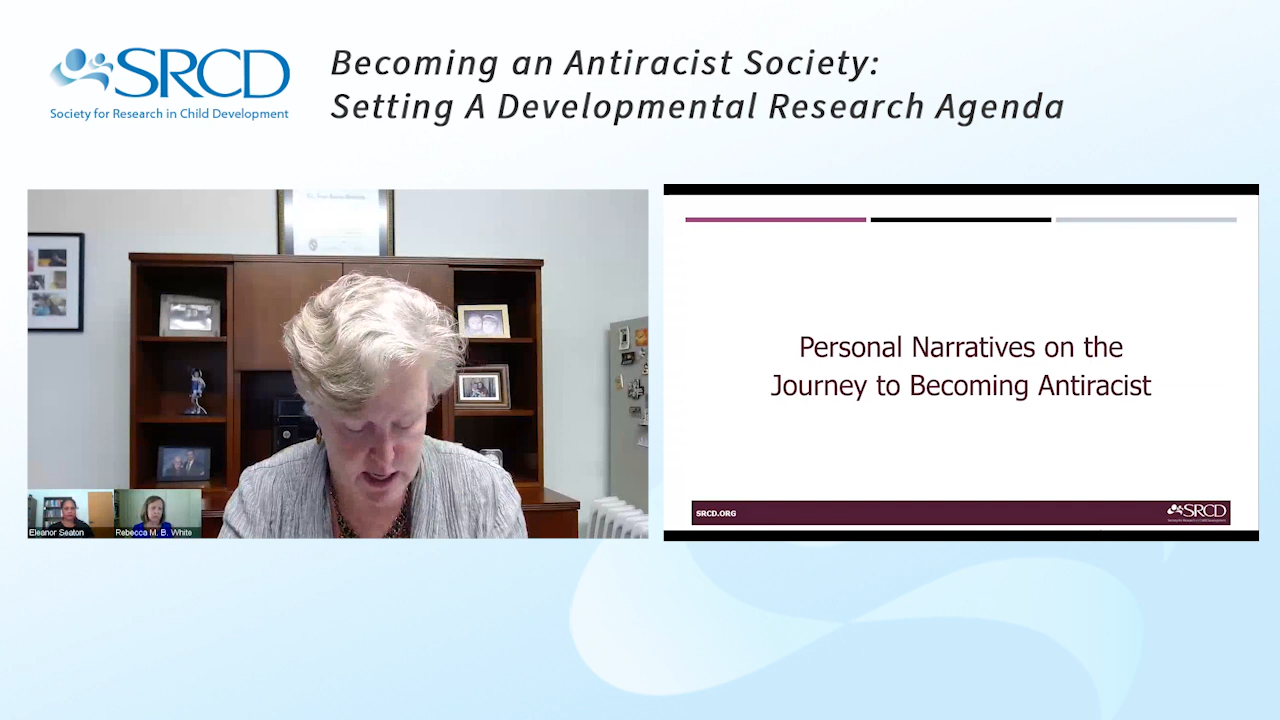 SRCD
Society for Research in Child Development
Becoming an Antiracist Society:
Setting A Developmental Research Agenda
Personal Narratives on the
Journey to Becoming Antiracist
SRCD.ORG
SRCD
Eleanor Seaton
Rebecca M. B. White
hp